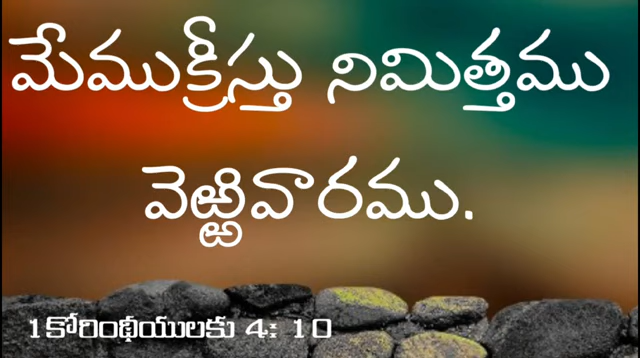 మేముక్రీస్తు నిమిత్తము
వెఱ్ఱివారము.
1కోరింథీయులకు 4: 10